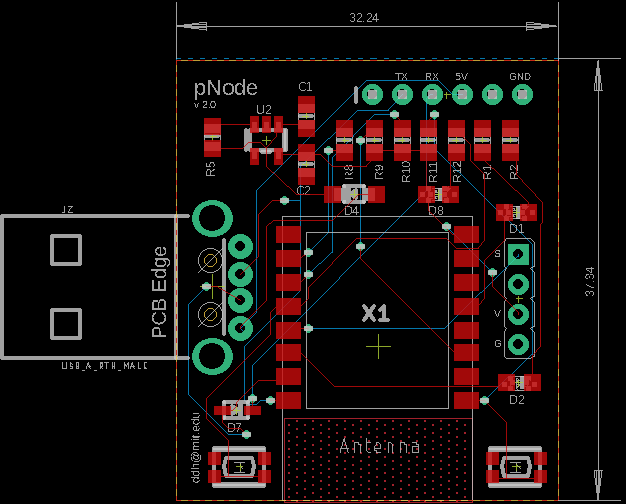 32.24
pNode
v 2.0
C1
TX
RX
5V
GND
U2
R5
C2
R8
R9
R10
R11
R12
R1
R2
D4
D8
D1
JZ
PCB Edge
USB_A_RTH_MALE
S
V
G
X1
37.34
D2
D7
ddh@mit.edu
Antenna